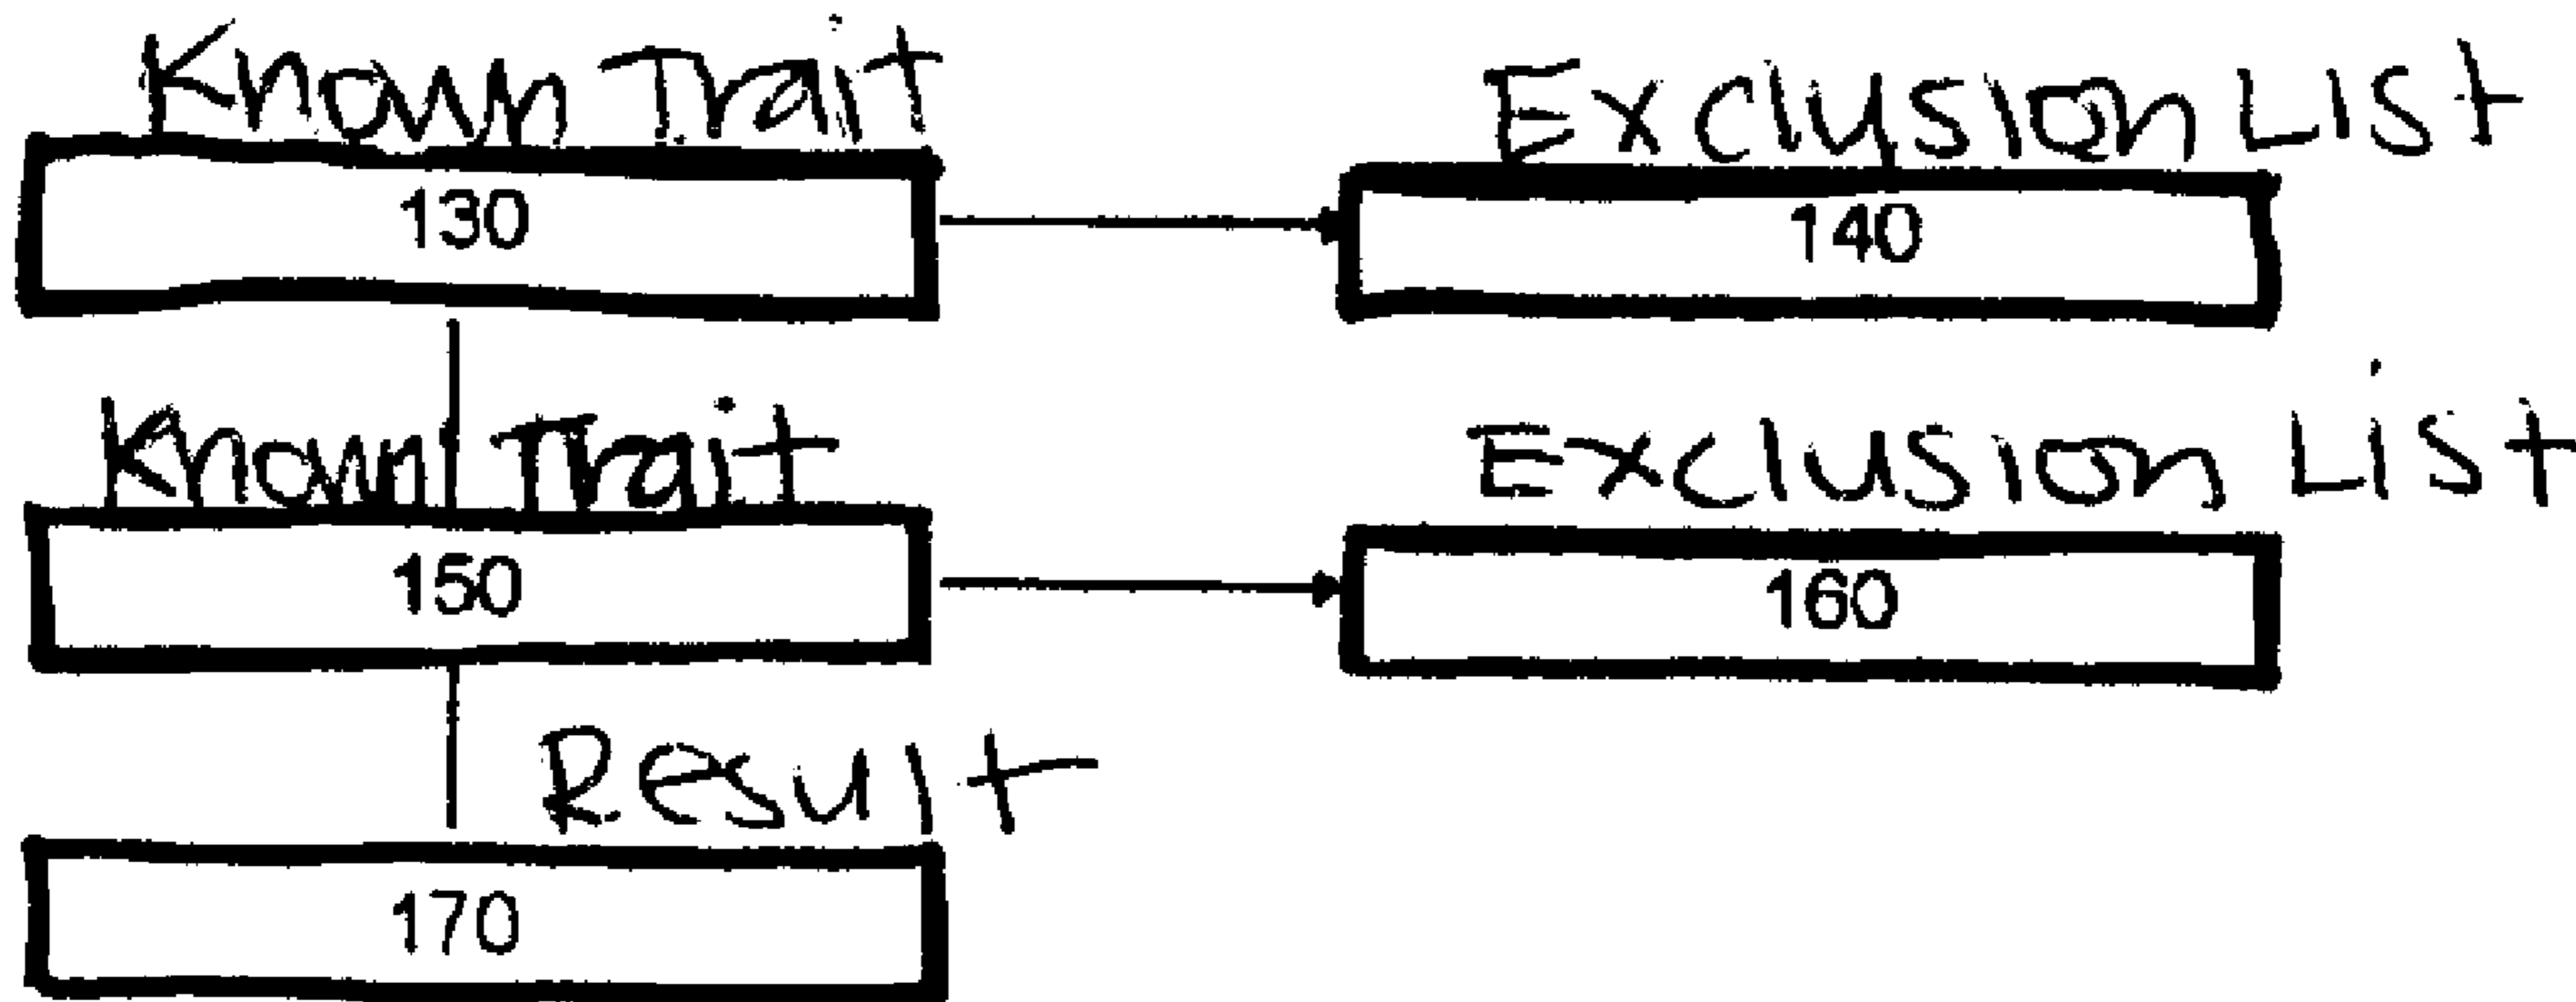 Known Trait
Exclusion List
130
140
Known Trait
Exclusion List
150
160
Result
170